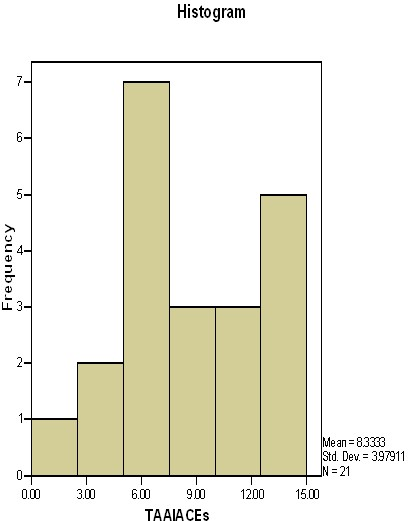 Histogram
Frequency
7
6
5
4
3
2
1
0
0.00 3.00 6.00 9.00 12.00 15.00
TAAIACEs
Mean = 8.3333
Std. Dev. = 3.97911
N = 21